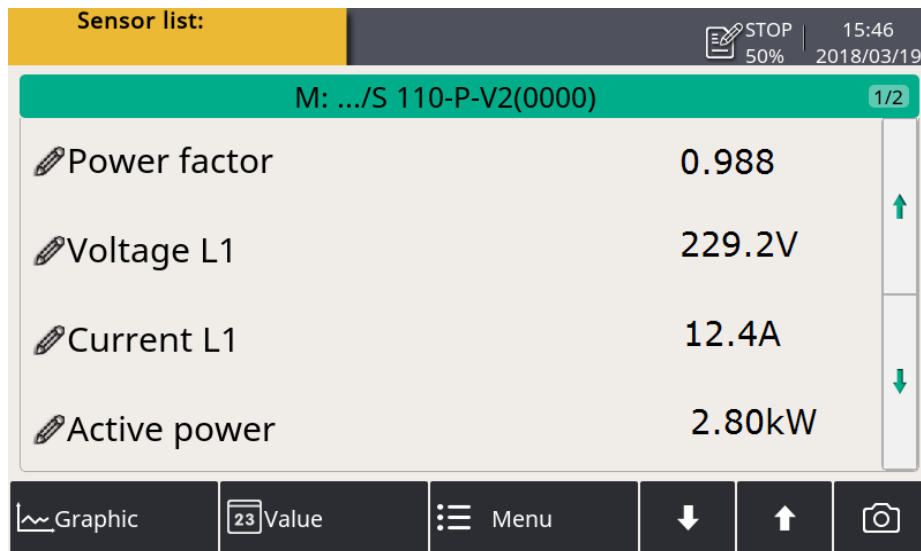 Sensor list:
STOP 15:46
50% 2018/03/19
M: .../S 110-P-V2(0000) 1/2
Power factor 0.988
Voltage L1 229.2V
Current L1 12.4A
Active power 2.80kW
Graphic 23 Value Menu